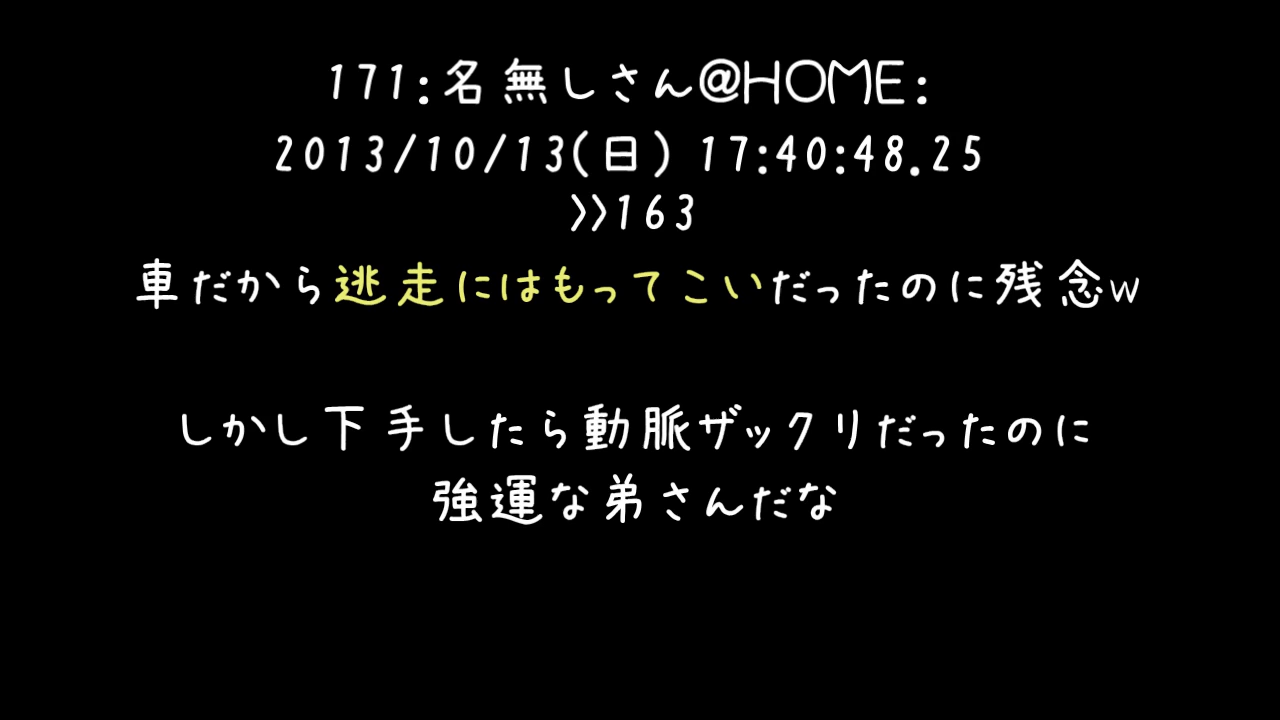 171:名無しさん@HOME:
2013/10/13(日) 17:40:48.25
>>163
車だから逃走にはもってこいだったのに残念w
しかし下手したら動脈ザックリだったのに
強運な弟さんだな